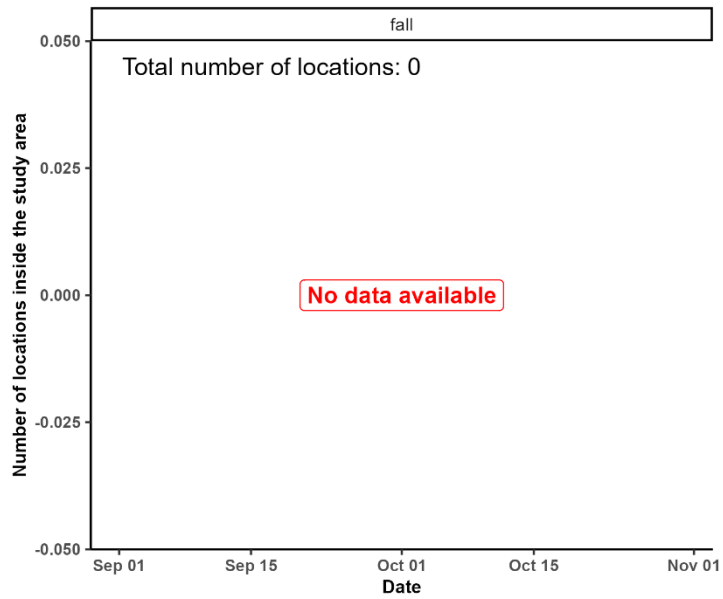 fall
Total number of locations: 0
Number of locations inside the study area
0.050
0.025
0.000
-0.025
-0.050
No data available
Sep 01
Sep 15
Oct 01
Oct 15
Nov 01
Date